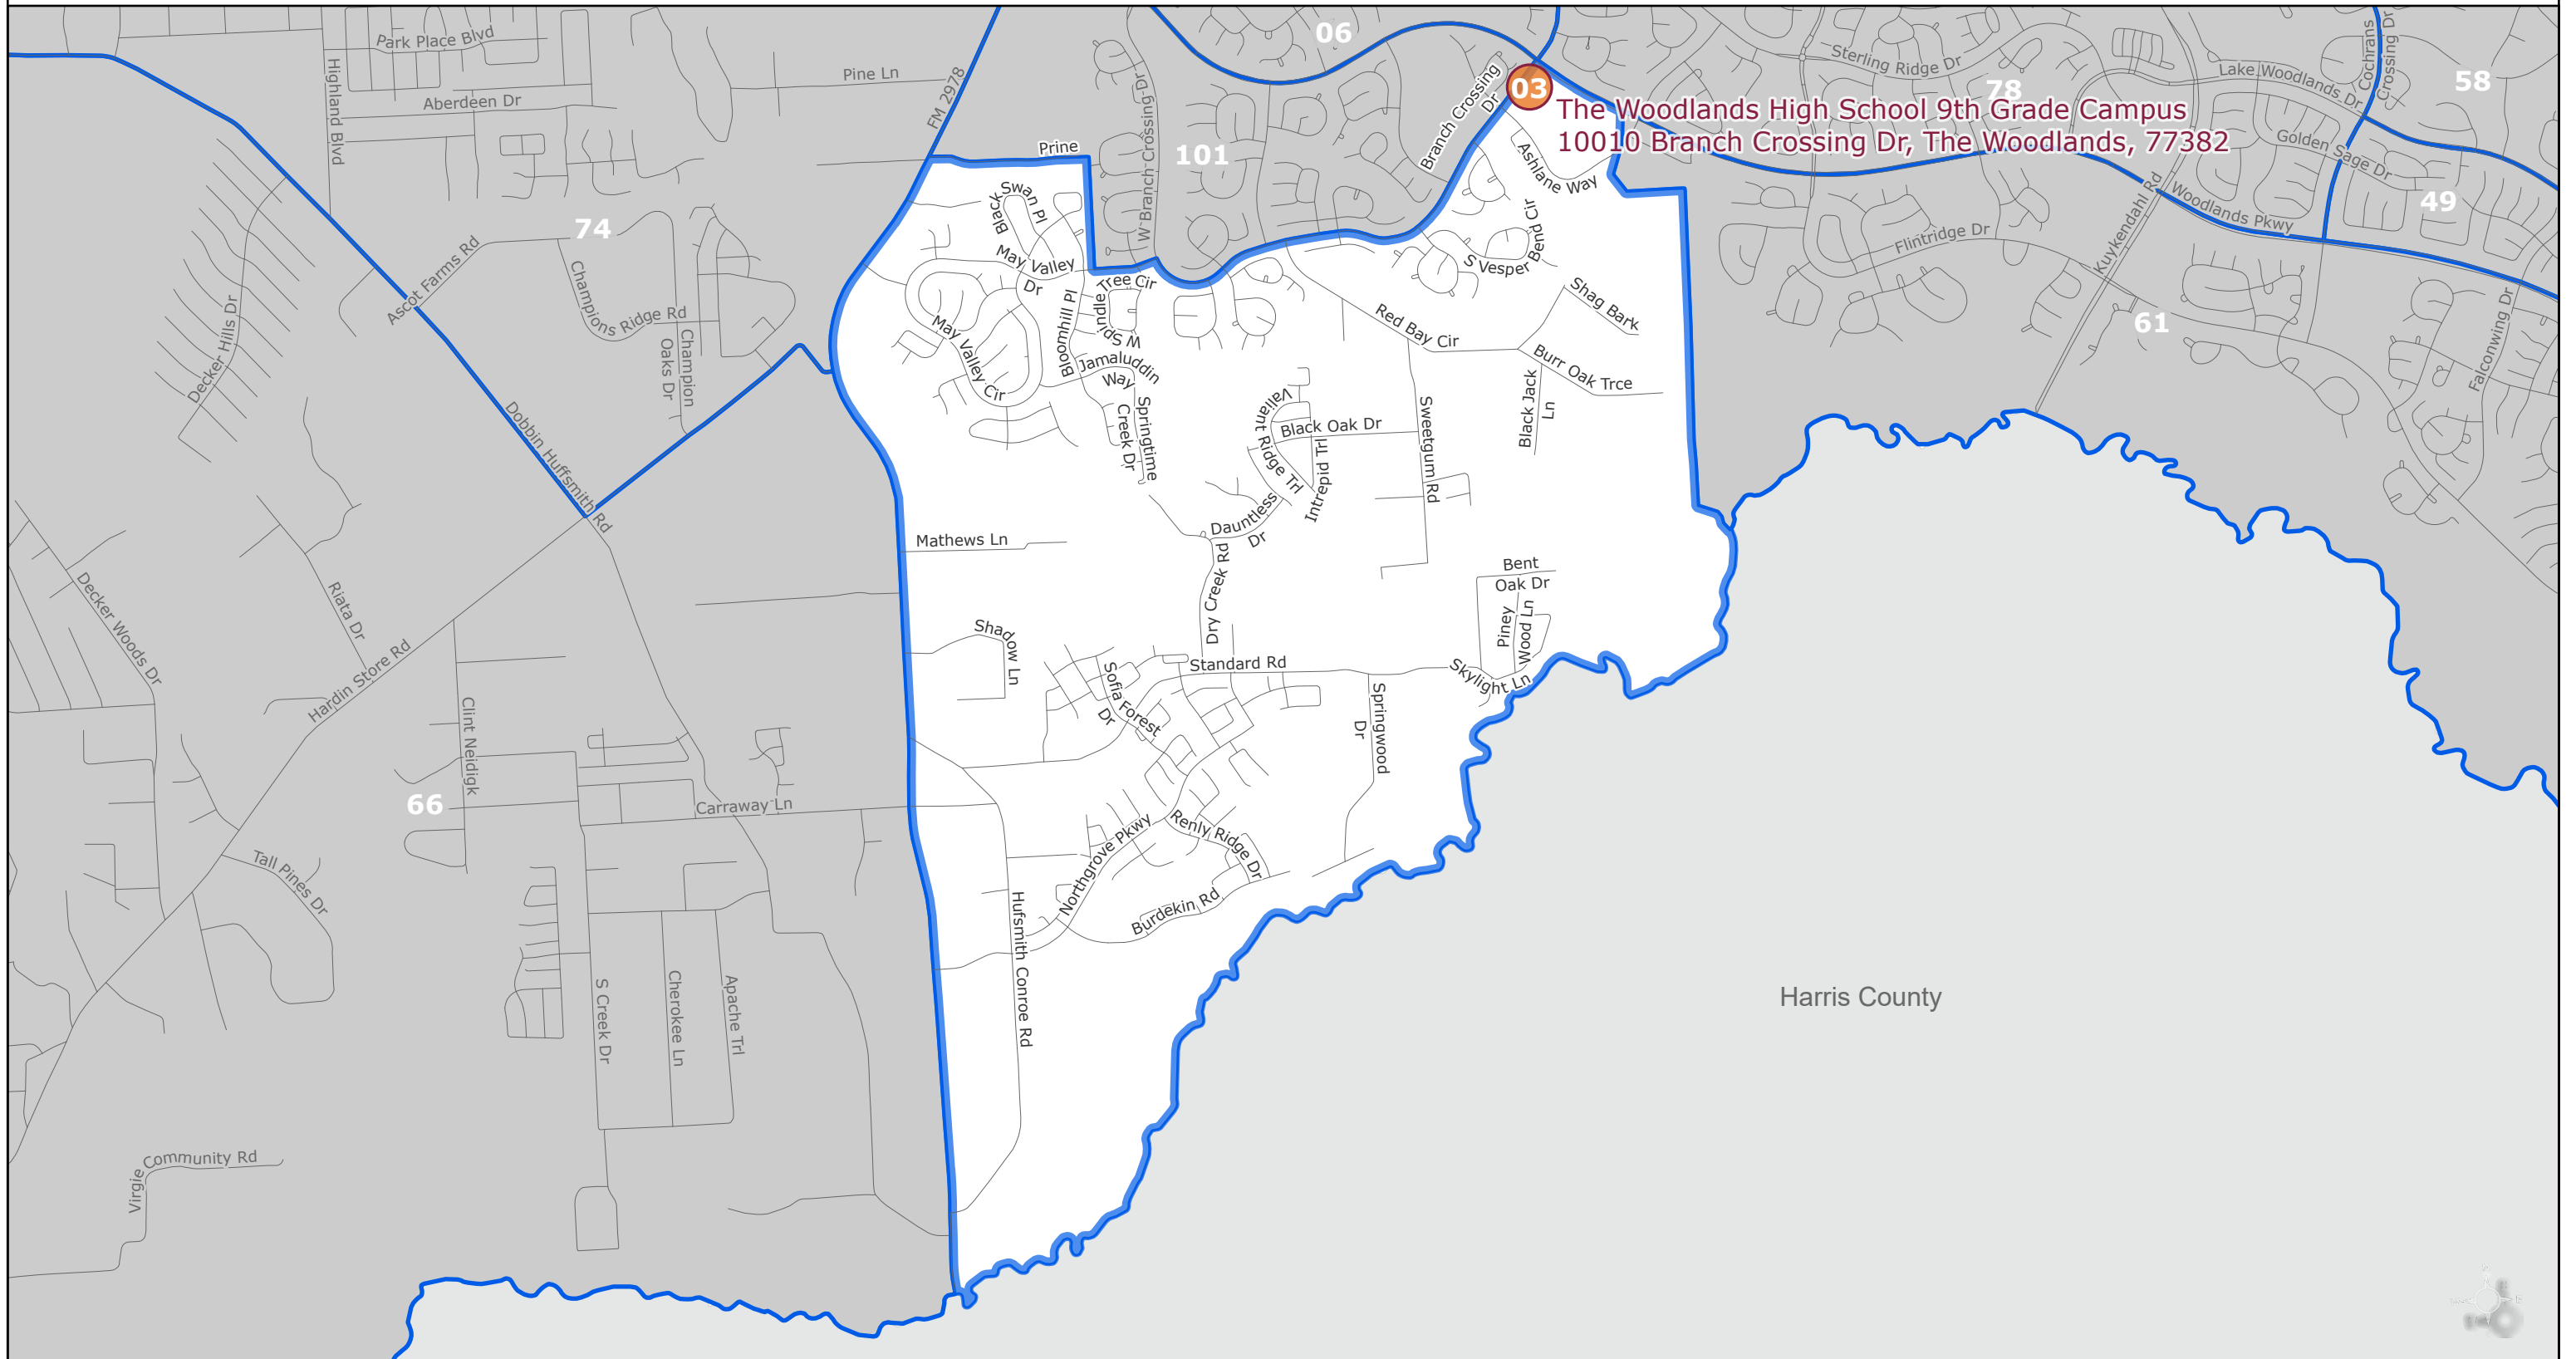 06
Park Place Blvd
Highland Blvd
Aberdeen Dr
Pine Ln
FM 2978
W Branch Crossing Dr
Branch Crossing
Dr
03
The Woodlands High School 9th Grade Campus
10010 Branch Crossing Dr, The Woodlands, 77382
Sterling Ridge Dr
78
Lake Woodlands Dr
Cochrans
Crossing Dr
58
Golden Sage Dr
49
Woodlands Pkwy
Kuykendahl Rd
Flintridge Dr
61
Falconwing Dr
Prine
101
Ashlane Way
Black
Swan Pl
May Valley
Dr
74
Ascot Farms Rd
Champions
Ridge Rd
Champion
Oaks Dr
Decker Hills Dr
Dobbin Huffsmith Rd
May Valley Cir
Bloomhill Pl
W Spindle
Tree Cir
Jamaluddin
Way
Springtime
Creek Dr
S Vesper
Bend Cir
Shag Bark
Red Bay Cir
Burr Oak Trce
Black Jack
Ln
Valiant Ridge Trl
Black Oak Dr
Intrepid Trl
Sweetgum Rd
Dauntless
Dr
Mathews Ln
Dry Creek Rd
Bent
Oak Dr
Piney
Wood Ln
Skylight Ln
Standard Rd
Shadow Ln
Sofia Forest
Dr
Springwood
Dr
Decker Woods Dr
Riata Dr
Hardin Store Rd
Clint Neidigk
66
Carraway Ln
Tall Pines Dr
Northgrove Pkwy
Renly Ridge Dr
Burdekin Rd
Hufsmith Conroe Rd
S Creek Dr
Cherokee Ln
Apache Trl
Harris County
Virgie
Community Rd